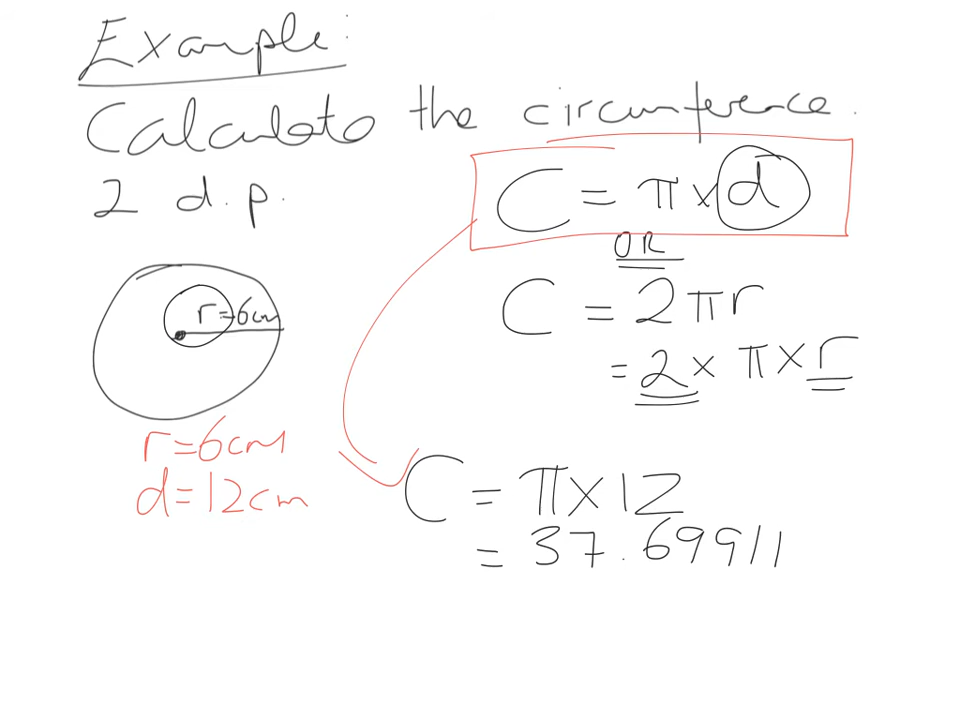 Example:
Calculate the circumference.
2 d.p.
C = π × d
OR
C = 2πr
= 2 × π × r
r=6cm
r=6cm
d=12cm
C = π × 12
= 37.69911